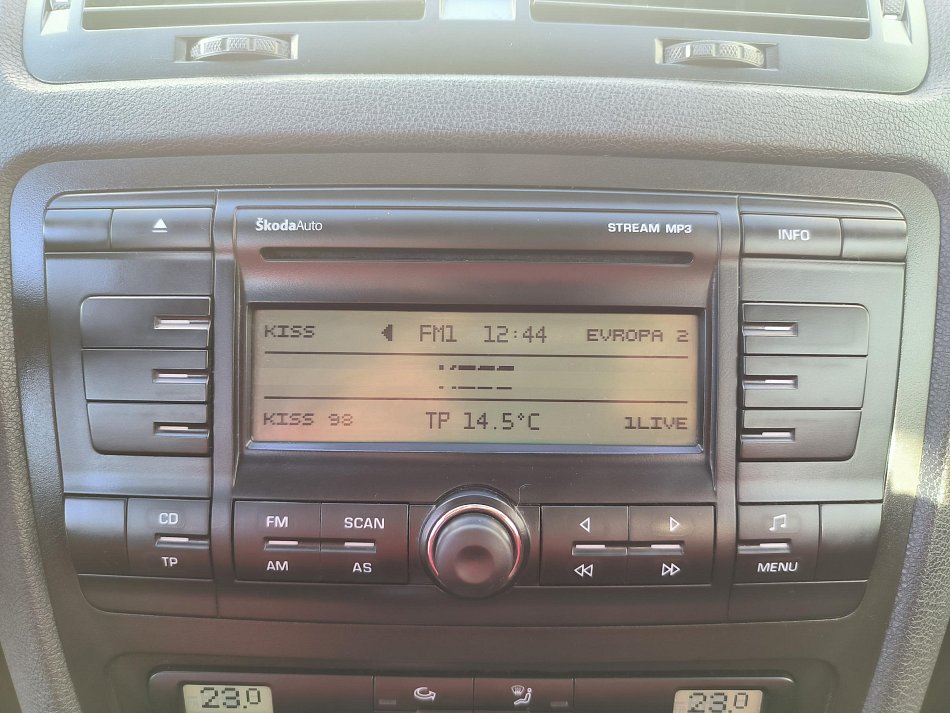 ŠkodaAuto STREAM MP3
INFO
KISS FM1 12:44 EVROPA 2
KISS 98 TP 14.5°C 1LIVE
CD FM SCAN
TP AM AS MENU
23.0 23.0